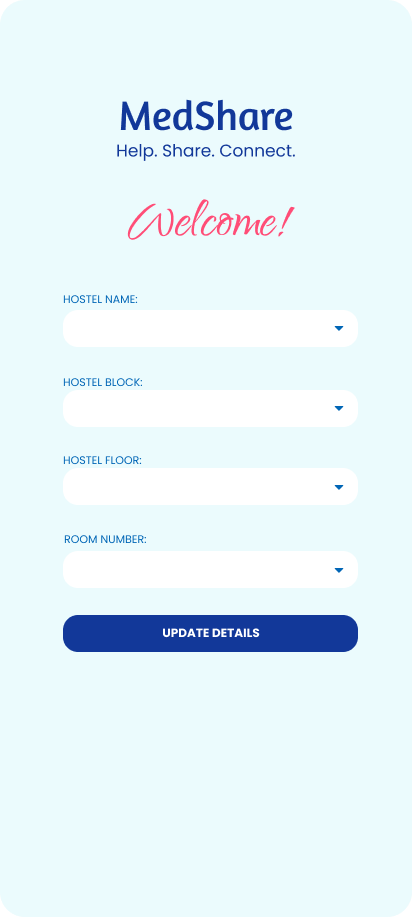 MedShare
Help. Share. Connect.
Welcome!
HOSTEL NAME:
HOSTEL BLOCK:
HOSTEL FLOOR:
ROOM NUMBER:
UPDATE DETAILS